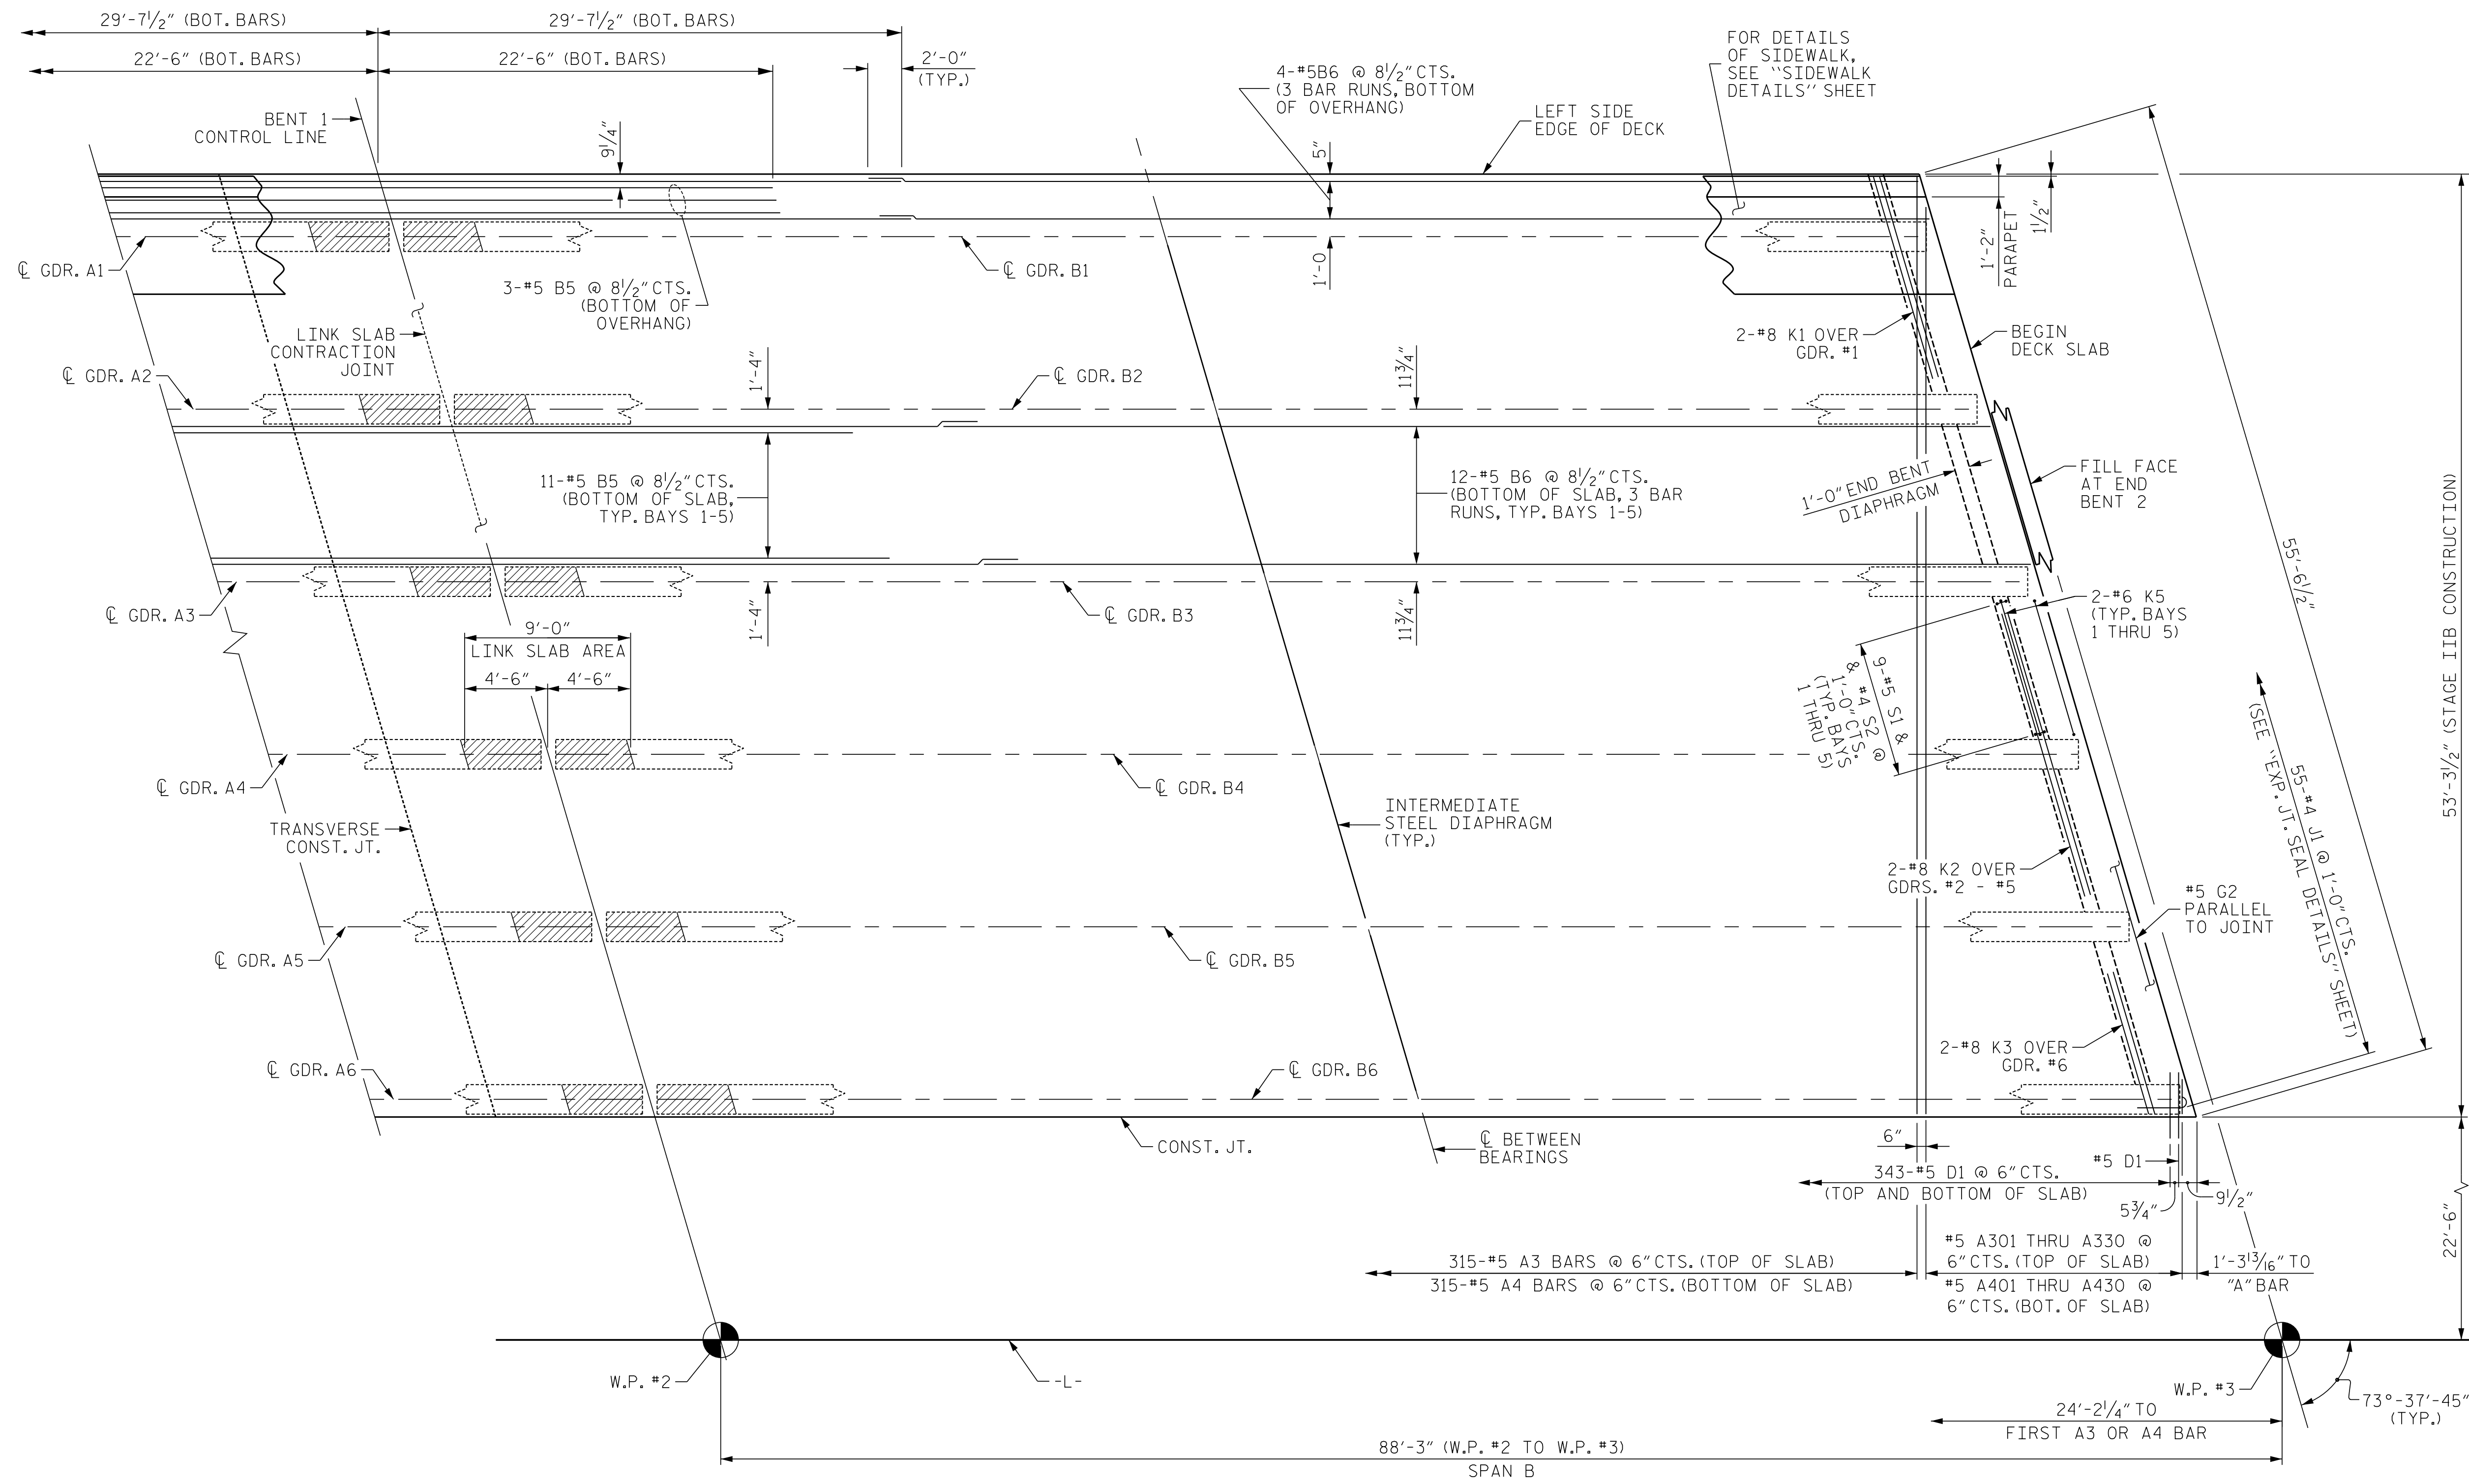 29'-7½" (BOT. BARS)
29'-7½" (BOT. BARS)
22'-6" (BOT. BARS)
22'-6" (BOT. BARS)
2'-0"
(TYP.)
FOR DETAILS
OF SIDEWALK,
SEE "SIDEWALK
DETAILS" SHEET
4-#5B6 @ 8½"CTS.
(3 BAR RUNS, BOTTOM
OF OVERHANG)
BENT 1
CONTROL LINE
9¼"
5"
LEFT SIDE
EDGE OF DECK
1½"
1'-2"
PARAPET
℄ GDR. A1
℄ GDR. B1
1'-0
3-#5 B5 @ 8½"CTS.
(BOTTOM OF
OVERHANG)
LINK SLAB
CONTRACTION
JOINT
2-#8 K1 OVER
GDR. #1
BEGIN
DECK SLAB
℄ GDR. A2
1'-4"
℄ GDR. B2
11¾"
11-#5 B5 @ 8½"CTS.
(BOTTOM OF SLAB,
TYP. BAYS 1-5)
12-#5 B6 @ 8½"CTS.
(BOTTOM OF SLAB, 3 BAR
RUNS, TYP. BAYS 1-5)
1'-0" END BENT
DIAPHRAGM
FILL FACE
AT END
BENT 2
55'-6½"
53'-3½" (STAGE IIB CONSTRUCTION)
℄ GDR. A3
1'-4"
℄ GDR. B3
11¾"
2-#6 K5
(TYP. BAYS
1 THRU 5)
9'-0"
LINK SLAB AREA
4'-6"
4'-6"
9-#5 S1 &
& #4 S2 @
1'-0"CTS.
(TYP. BAYS
1 THRU 5)
℄ GDR. A4
℄ GDR. B4
55-#4 J1 @ 1'-0"CTS.
(SEE "EXP. JT. SEAL DETAILS" SHEET)
TRANSVERSE
CONST. JT.
INTERMEDIATE
STEEL DIAPHRAGM
(TYP.)
2-#8 K2 OVER
GDRS. #2 - #5
#5 G2
PARALLEL
TO JOINT
℄ GDR. A5
℄ GDR. B5
2-#8 K3 OVER
GDR. #6
℄ GDR. A6
℄ GDR. B6
CONST. JT.
℄ BETWEEN
BEARINGS
6"
#5 D1
343-#5 D1 @ 6"CTS.
(TOP AND BOTTOM OF SLAB)
5¾"
9½"
22'-6"
315-#5 A3 BARS @ 6"CTS. (TOP OF SLAB)
315-#5 A4 BARS @ 6"CTS. (BOTTOM OF SLAB)
#5 A301 THRU A330 @
6"CTS. (TOP OF SLAB)
#5 A401 THRU A430 @
6"CTS. (BOT. OF SLAB)
1'-3 13/16" TO
"A" BAR
W.P. #2
-L-
W.P. #3
73°-37'-45"
(TYP.)
24'-2¼" TO
FIRST A3 OR A4 BAR
88'-3" (W.P. #2 TO W.P. #3)
SPAN B